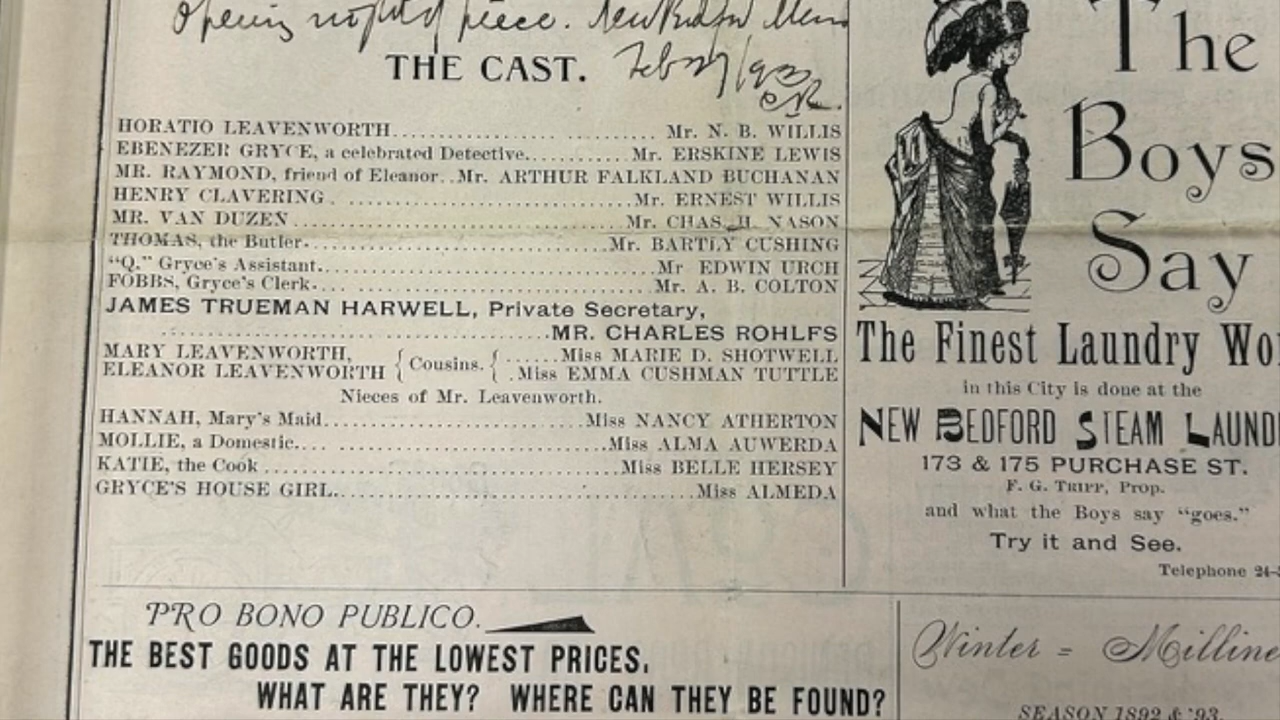 Opening night of piece. New Bedford Mass
Feb 27/93
C.R.
THE CAST.
HORATIO LEAVENWORTH.......................................... Mr. N. B. WILLIS
EBENEZER GRYCE, a celebrated Detective........... Mr. ERSKINE LEWIS
MR. RAYMOND, friend of Eleanor..Mr. ARTHUR FALKLAND BUCHANAN
HENRY CLAVERING.................................................Mr. ERNEST WILLIS
MR. VAN DUZEN................................................Mr. CHAS. H. NASON
THOMAS, the Butler..............................................Mr. BARTLY CUSHING
“Q.” Gryce's Assistant..................................................Mr EDWIN URCH
FOBBS, Gryce's Clerk..................................................Mr. A. B. COLTON
JAMES TRUEMAN HARWELL, Private Secretary,
..........................................................MR. CHARLES ROHLFS
MARY LEAVENWORTH, { Cousins. { ......Miss MARIE D. SHOTWELL
ELEANOR LEAVENWORTH .Miss EMMA CUSHMAN TUTTLE
Nieces of Mr. Leavenworth.
HANNAH, Mary's Maid.......................................Miss NANCY ATHERTON
MOLLIE, a Domestic..............................................Miss ALMA AUWERDA
KATIE, the Cook ....................................................Miss BELLE HERSEY
GRYCE'S HOUSE GIRL......................................................Miss ALMEDA
The
Boys
Say
The Finest Laundry Wo
in this City is done at the
NEW BEDFORD STEAM LAUND
173 & 175 PURCHASE ST.
F. G. TRIPP, Prop.
and what the Boys say “goes.”
Try it and See.
Telephone 24-
PRO BONO PUBLICO.
THE BEST GOODS AT THE LOWEST PRICES.
WHAT ARE THEY? WHERE CAN THEY BE FOUND?
Winter = Milline
SEASON 1892 & '93.